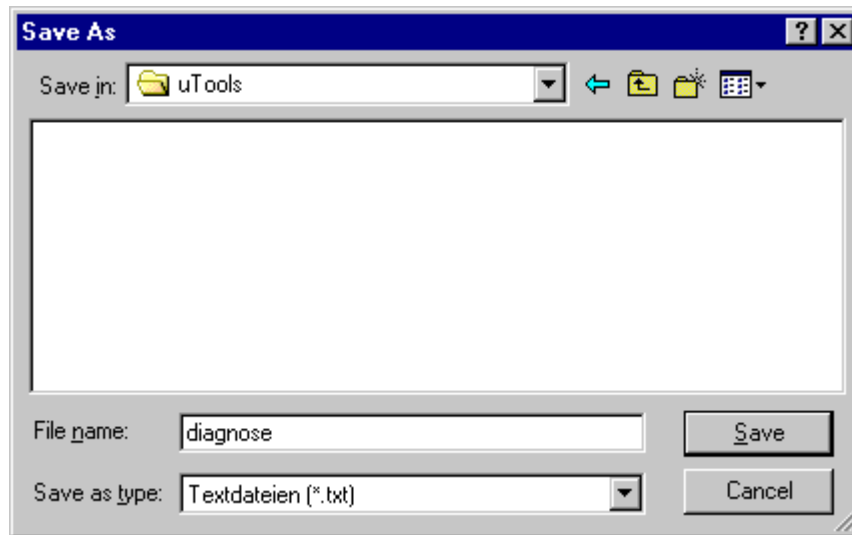 Save As
Save in: uTools
File name: diagnose Save
Save as type: Textdateien (*.txt) Cancel